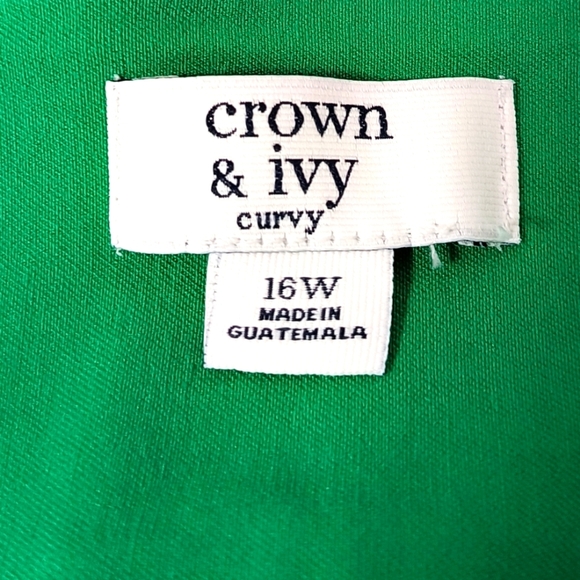 crown
& ivy
curvy
16W
MADE IN
GUATEMALA